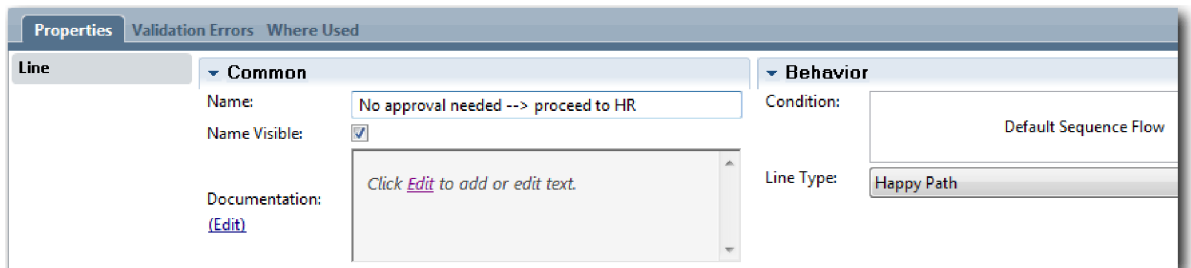 Properties Validation Errors Where Used
Line
Common
Name: No approval needed --> proceed to HR
Name Visible:
Documentation:
(Edit)
Click Edit to add or edit text.
Behavior
Condition: Default Sequence Flow
Line Type: Happy Path